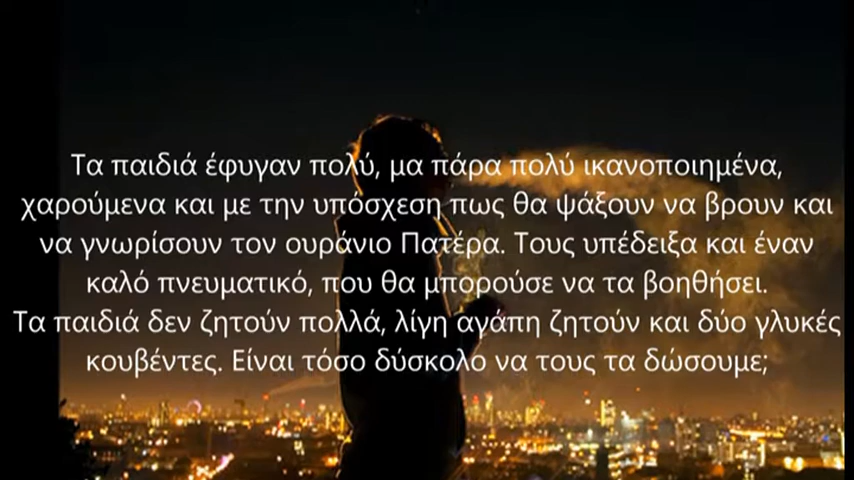 Τα παιδιά έφυγαν πολύ, μα πάρα πολύ ικανοποιημένα,
χαρούμενα και με την υπόσχεση πως θα ψάξουν να βρουν και
να γνωρίσουν τον ουράνιο Πατέρα. Τους υπέδειξα και έναν
καλό πνευματικό, που θα μπορούσε να τα βοηθήσει.
Τα παιδιά δεν ζητούν πολλά, λίγη αγάπη ζητούν και δύο γλυκές
κουβέντες. Είναι τόσο δύσκολο να τους τα δώσουμε;